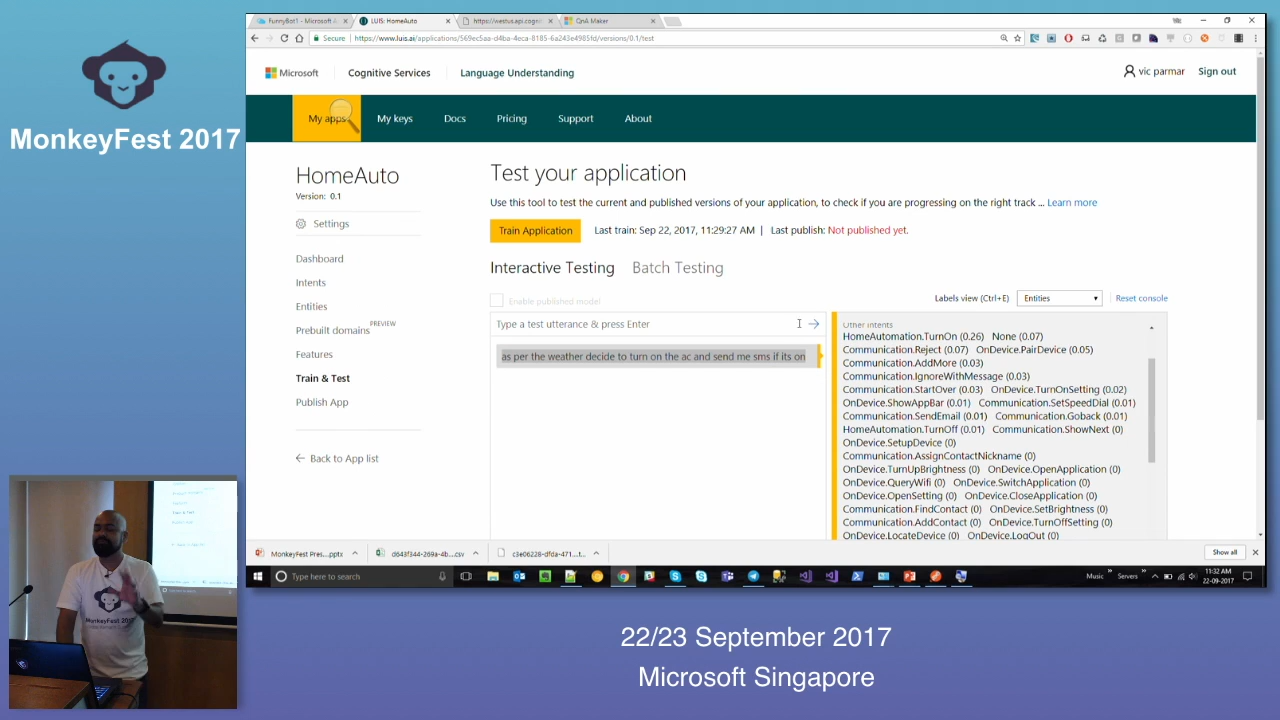 MonkeyFest 2017
FunnyBot1 - Microsoft A
LUIS: HomeAuto
https://westus.api.cogni
QnA Maker
Secure
https://www.luis.ai/applications/569ec5aa-d4ba-4eca-8185-6a243e4985fd/versions/0.1/test
Microsoft
Cognitive Services
Language Understanding
vic parmar
Sign out
My apps
My keys
Docs
Pricing
Support
About
HomeAuto
Version: 0.1
Settings
Dashboard
Intents
Entities
Prebuilt domains PREVIEW
Features
Train & Test
Publish App
Back to App list
Test your application
Use this tool to test the current and published versions of your application, to check if you are progressing on the right track ... Learn more
Train Application
Last train: Sep 22, 2017, 11:29:27 AM | Last publish: Not published yet.
Interactive Testing
Batch Testing
Enable published model
Labels view (Ctrl+E)
Entities
Reset console
Type a test utterance & press Enter
as per the weather decide to turn on the ac and send me sms if its on
Other intents
HomeAutomation.TurnOn (0.26) None (0.07)
Communication.Reject (0.07) OnDevice.PairDevice (0.05)
Communication.AddMore (0.03)
Communication.IgnoreWithMessage (0.03)
Communication.StartOver (0.03) OnDevice.TurnOnSetting (0.02)
OnDevice.ShowAppBar (0.01) Communication.SetSpeedDial (0.01)
Communication.SendEmail (0.01) Communication.Goback (0.01)
HomeAutomation.TurnOff (0.01) Communication.ShowNext (0)
OnDevice.SetupDevice (0)
Communication.AssignContactNickname (0)
OnDevice.TurnUpBrightness (0) OnDevice.OpenApplication (0)
OnDevice.QueryWifi (0) OnDevice.SwitchApplication (0)
OnDevice.OpenSetting (0) OnDevice.CloseApplication (0)
Communication.FindContact (0) OnDevice.SetBrightness (0)
Communication.AddContact (0) OnDevice.TurnOffSetting (0)
OnDevice.LocateDevice (0) OnDevice.LogOut (0)
MonkeyFest Pres....pptx
d643f344-269a-4b....csv
c3e06228-dfda-471....t...
Show all
Type here to search
Music
Servers
11:32 AM
22-09-2017
MonkeyFest 2017
22/23 September 2017
Microsoft Singapore